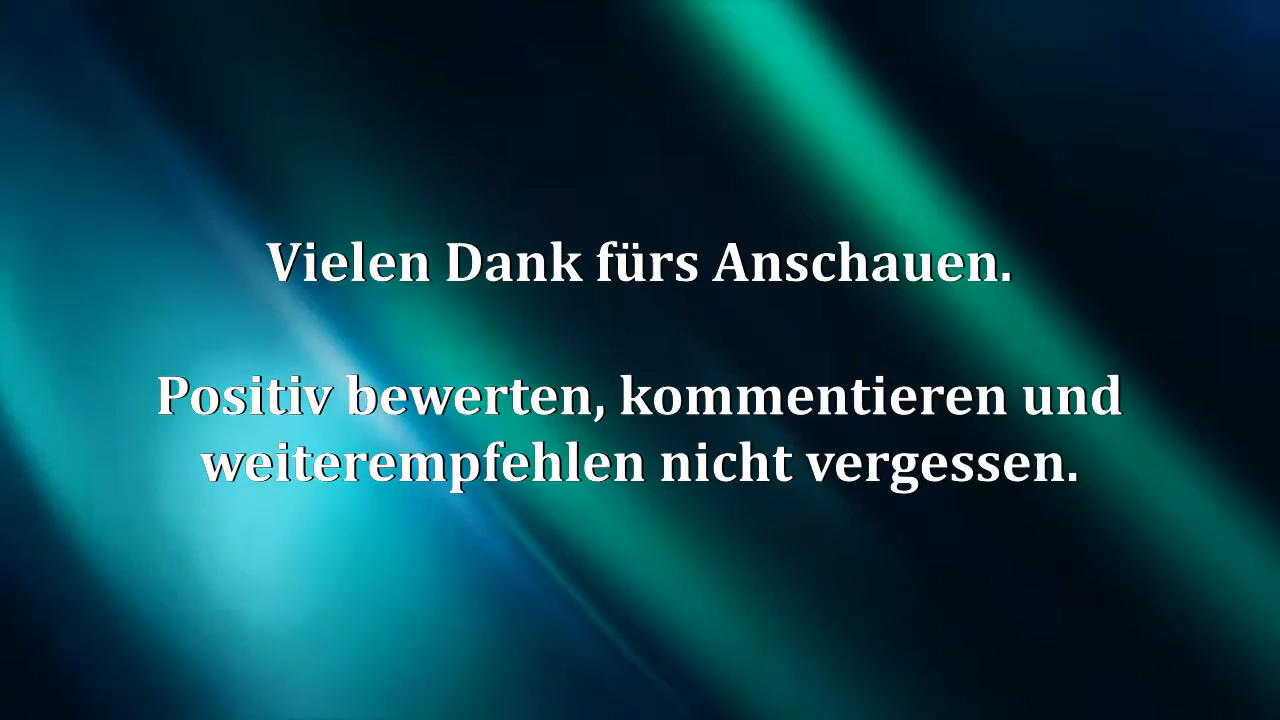 Vielen Dank fürs Anschauen.
Positiv bewerten, kommentieren und
weiterempfehlen nicht vergessen.